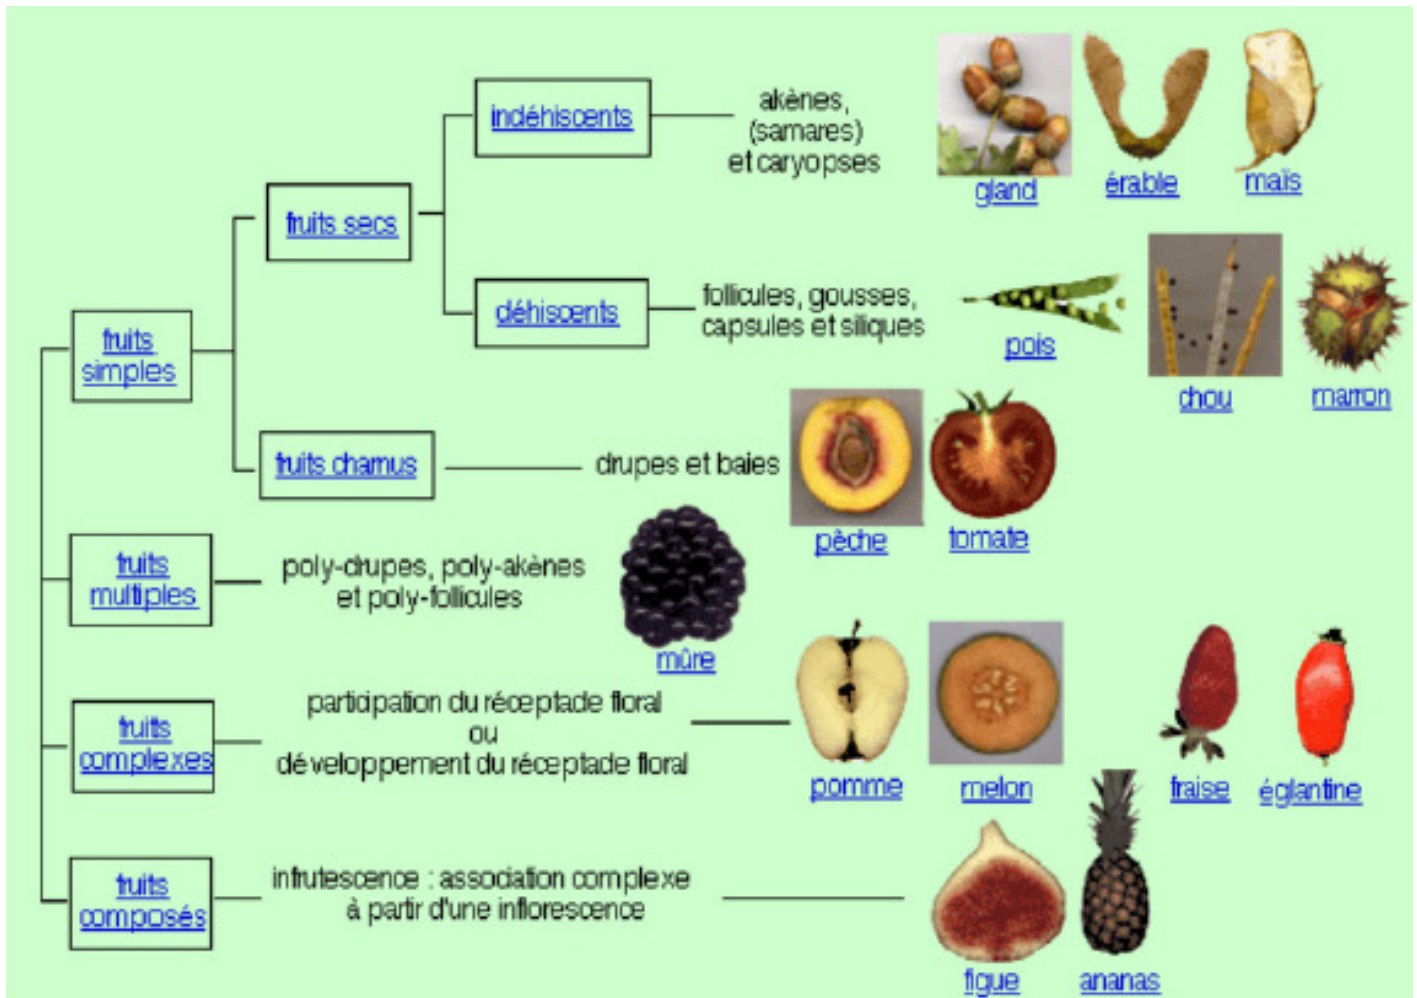 indéhiscents
akènes,
(samares)
et caryopses
gland
érable
maïs
fruits secs
déhiscents
follicules, gousses,
capsules et siliques
pois
chou
marron
fruits
simples
fruits charnus
drupes et baies
pèche
tomate
fruits
multiples
poly-drupes, poly-akènes
et poly-follicules
mûre
fruits
complexes
participation du réceptacle floral
ou
développement du réceptacle floral
pomme
melon
fraise
églantine
fruits
composés
infrutescence : association complexe
à partir d'une inflorescence
figue
ananas